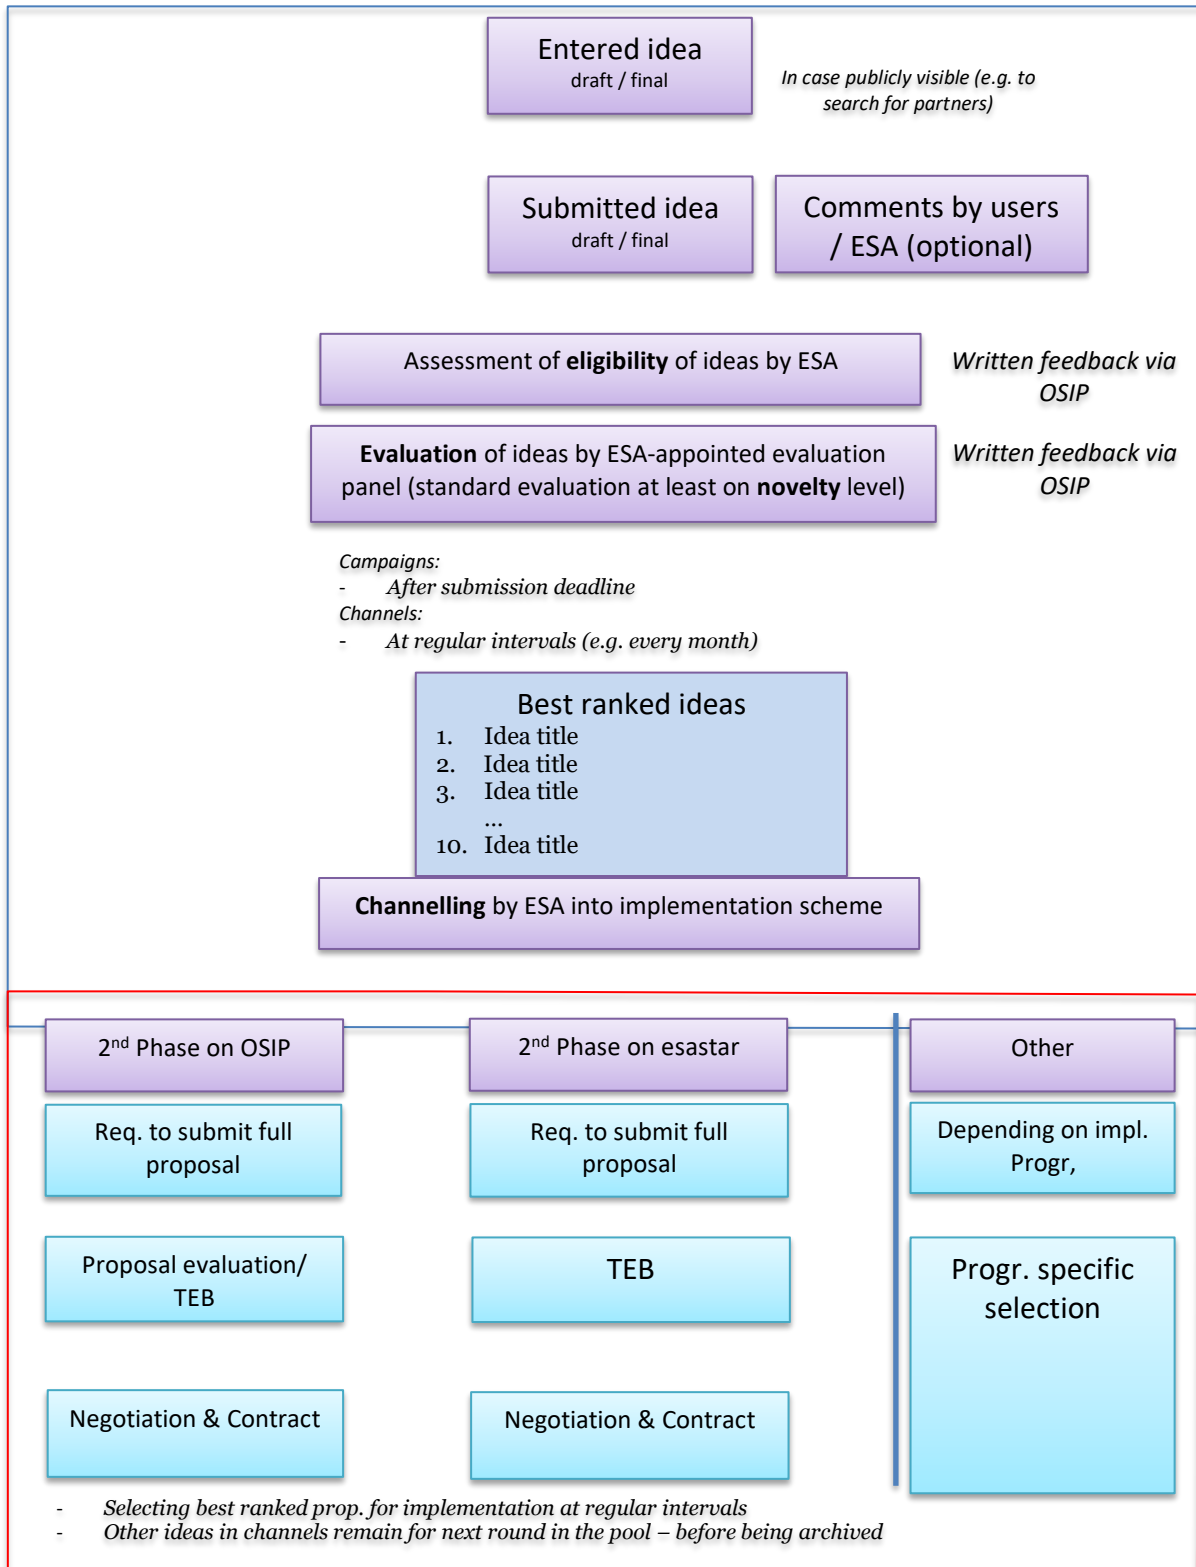 Entered idea
draft / final
In case publicly visible (e.g. to
search for partners)
Submitted idea
draft / final
Comments by users
/ ESA (optional)
Assessment of eligibility of ideas by ESA
Written feedback via
OSIP
Evaluation of ideas by ESA-appointed evaluation
panel (standard evaluation at least on novelty level)
Written feedback via
OSIP
Campaigns:
- After submission deadline
Channels:
- At regular intervals (e.g. every month)
Best ranked ideas
1. Idea title
2. Idea title
3. Idea title
...
10. Idea title
Channelling by ESA into implementation scheme
2nd Phase on OSIP
2nd Phase on esastar
Other
Req. to submit full
proposal
Req. to submit full
proposal
Depending on impl.
Progr,
Proposal evaluation/
TEB
TEB
Progr. specific
selection
Negotiation & Contract
Negotiation & Contract
- Selecting best ranked prop. for implementation at regular intervals
- Other ideas in channels remain for next round in the pool – before being archived